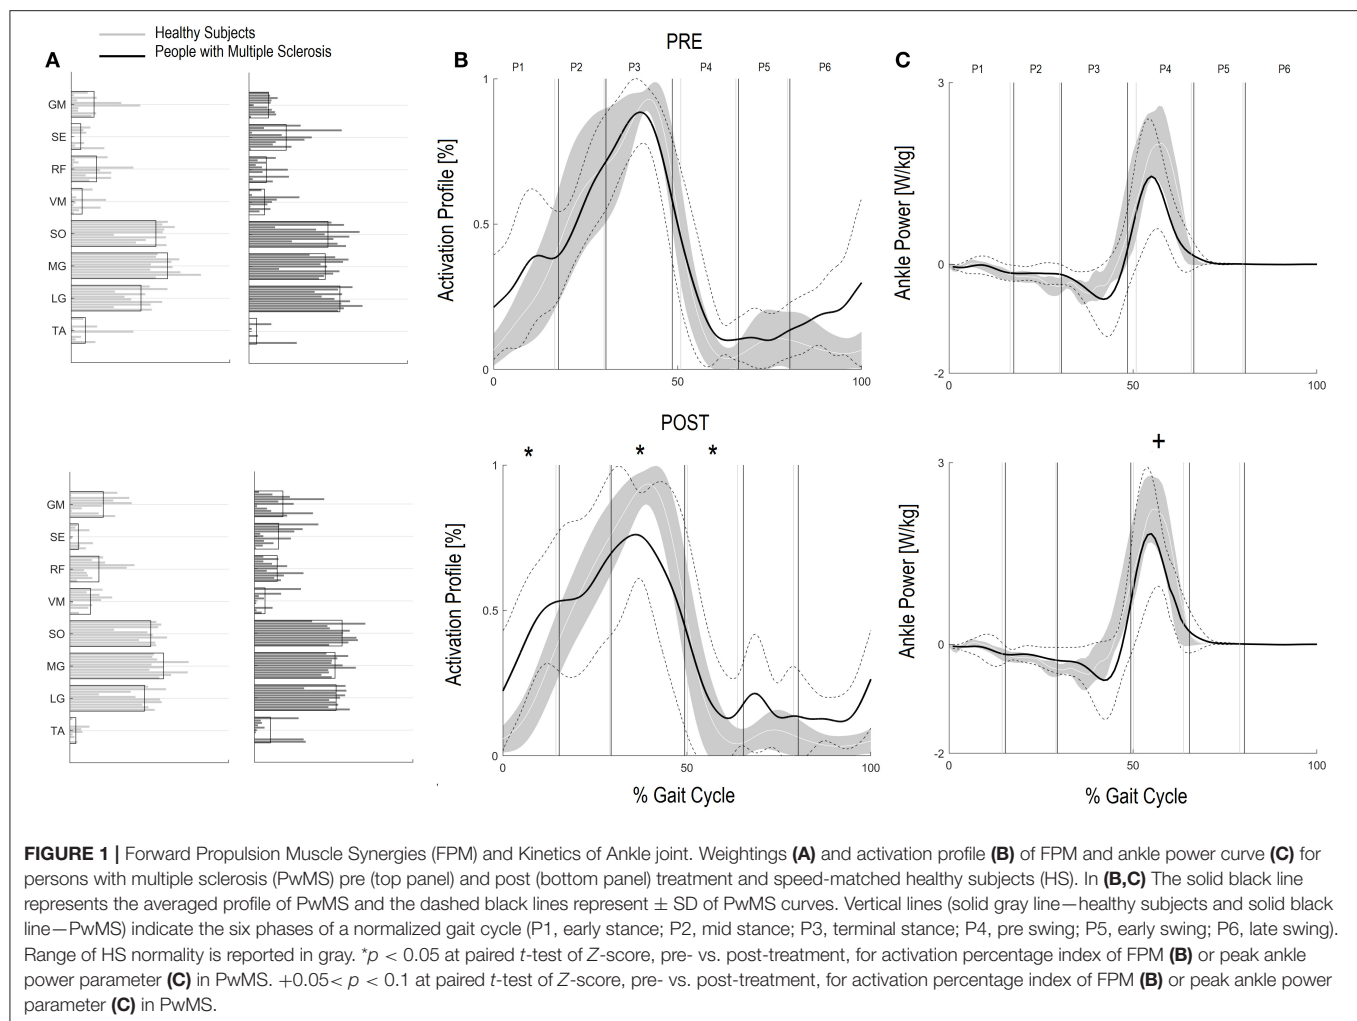 Healthy Subjects
People with Multiple Sclerosis
A
GM
SE
RF
VM
SO
MG
LG
TA
B
PRE
P1 P2 P3 P4 P5 P6
Activation Profile [%]
1
0.5
0
0 50 100
C
P1 P2 P3 P4 P5 P6
Ankle Power [W/kg]
3
0
-2
0 50 100
GM
SE
RF
VM
SO
MG
LG
TA
POST
* * *
Activation Profile [%]
1
0.5
0
0 50 100
% Gait Cycle
+
Ankle Power [W/kg]
3
0
-2
0 50 100
% Gait Cycle
FIGURE 1 | Forward Propulsion Muscle Synergies (FPM) and Kinetics of Ankle joint. Weightings (A) and activation profile (B) of FPM and ankle power curve (C) for
persons with multiple sclerosis (PwMS) pre (top panel) and post (bottom panel) treatment and speed-matched healthy subjects (HS). In (B,C) The solid black line
represents the averaged profile of PwMS and the dashed black lines represent ± SD of PwMS curves. Vertical lines (solid gray line—healthy subjects and solid black
line—PwMS) indicate the six phases of a normalized gait cycle (P1, early stance; P2, mid stance; P3, terminal stance; P4, pre swing; P5, early swing; P6, late swing).
Range of HS normality is reported in gray. *p < 0.05 at paired t-test of Z-score, pre- vs. post-treatment, for activation percentage index of FPM (B) or peak ankle
power parameter (C) in PwMS. +0.05< p < 0.1 at paired t-test of Z-score, pre- vs. post-treatment, for activation percentage index of FPM (B) or peak ankle power
parameter (C) in PwMS.